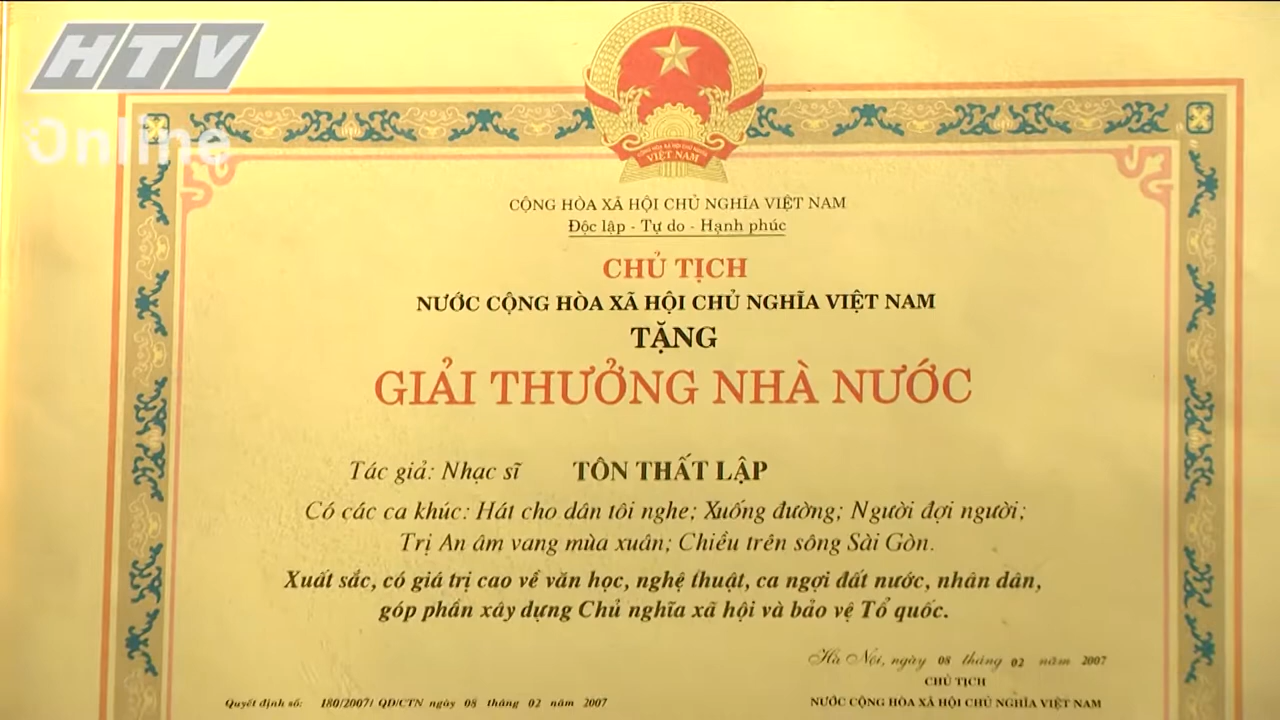 HTV
Online
CỘNG HÒA XÃ HỘI CHỦ NGHĨA
VIỆT NAM
CỘNG HÒA XÃ HỘI CHỦ NGHĨA VIỆT NAM
Độc lập - Tự do - Hạnh phúc
CHỦ TỊCH
NƯỚC CỘNG HÒA XÃ HỘI CHỦ NGHĨA VIỆT NAM
TẶNG
GIẢI THƯỞNG NHÀ NƯỚC
Tác giả: Nhạc sĩ TÔN THẤT LẬP
Có các ca khúc: Hát cho dân tôi nghe; Xuống đường; Người đợi người;
Trị An âm vang mùa xuân; Chiều trên sông Sài Gòn.
Xuất sắc, có giá trị cao về văn học, nghệ thuật, ca ngợi đất nước, nhân dân,
góp phần xây dựng Chủ nghĩa xã hội và bảo vệ Tổ quốc.
Hà Nội, ngày 08 tháng 02 năm 2007
CHỦ TỊCH
Quyết định số: 180/2007/ QĐ/CTN ngày 08 tháng 02 năm 2007
NƯỚC CỘNG HÒA XÃ HỘI CHỦ NGHĨA VIỆT NAM